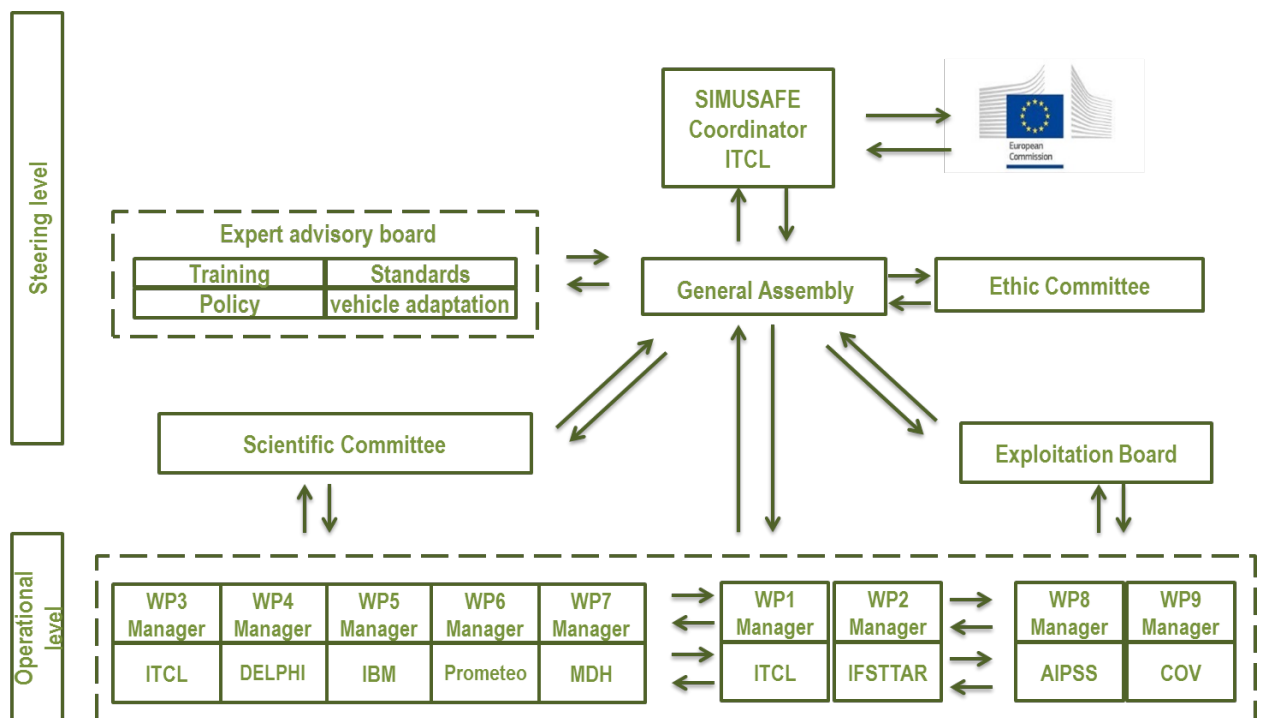 Steering level
SIMUSAFE
Coordinator
ITCL
European
Commission
Expert advisory board
Training
Standards
Policy
vehicle adaptation
General Assembly
Ethic Committee
Scientific Committee
Exploitation Board
Operational
level
WP3
Manager
WP4
Manager
WP5
Manager
WP6
Manager
WP7
Manager
WP1
Manager
WP2
Manager
WP8
Manager
WP9
Manager
ITCL
DELPHI
IBM
Prometeo
MDH
ITCL
IFSTTAR
AIPSS
COV